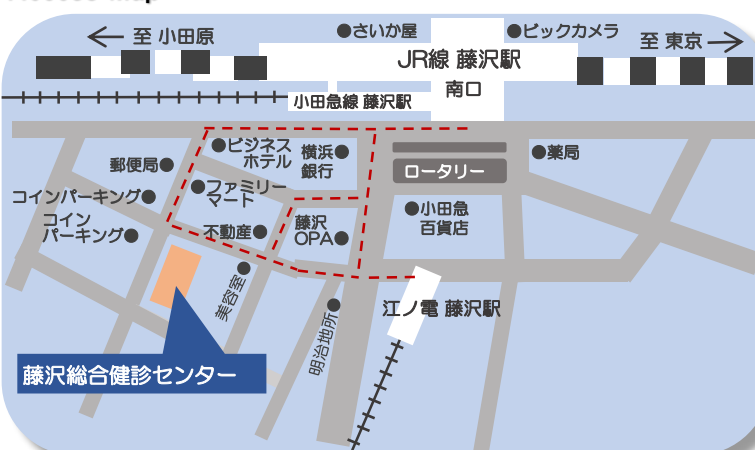 至 小田原
●さいか屋
●ビックカメラ
至 東京
JR線 藤沢駅
南口
小田急線 藤沢駅
●ビジネス
ホテル
横浜●
銀行
郵便局●
●薬局
ロータリー
●ファミリー
マート
コインパーキング●
コイン
パーキング●
不動産●
藤沢
OPA●
●小田急
百貨店
美容室●
明治地所●
江ノ電 藤沢駅
藤沢総合健診センター